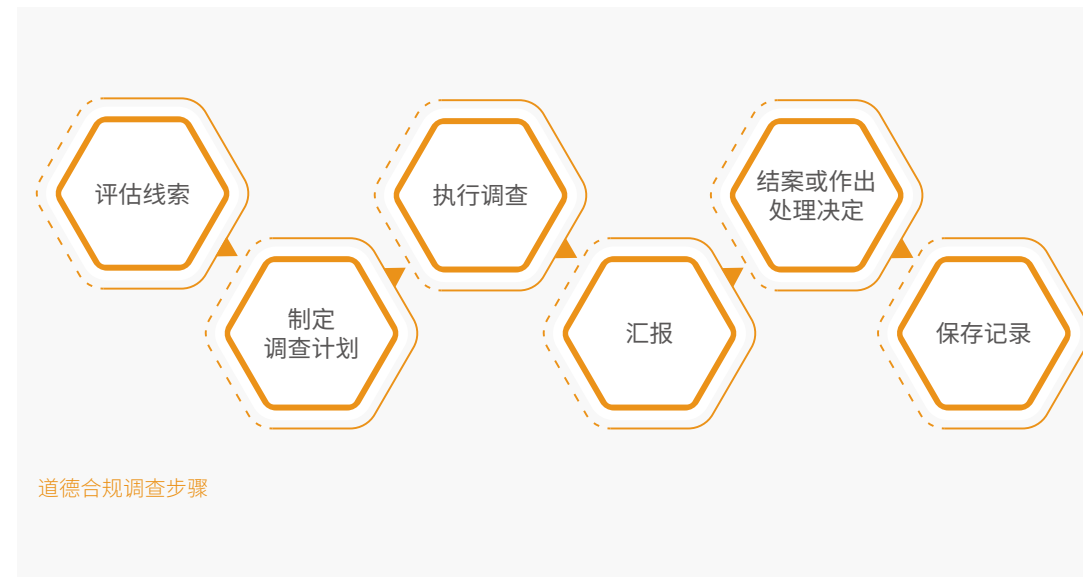 评估线索
制定
调查计划
执行调查
汇报
结案或作出
处理决定
保存记录
道德合规调查步骤